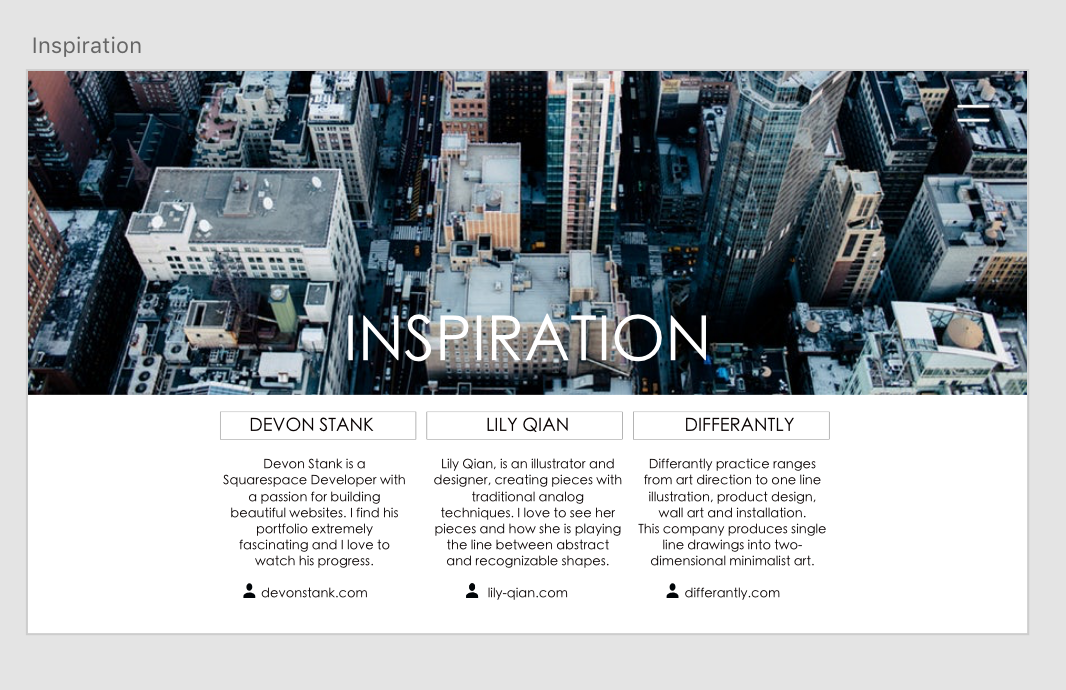 Inspiration
INSPIRATION
DEVON STANK
Devon Stank is a
Squarespace Developer with
a passion for building
beautiful websites. I find his
portfolio extremely
fascinating and I love to
watch his progress.
devonstank.com
LILY QIAN
Lily Qian, is an illustrator and
designer, creating pieces with
traditional analog
techniques. I love to see her
pieces and how she is playing
the line between abstract
and recognizable shapes.
lily-qian.com
DIFFERANTLY
Differantly practice ranges
from art direction to one line
illustration, product design,
wall art and installation.
This company produces single
line drawings into two-
dimensional minimalist art.
differantly.com